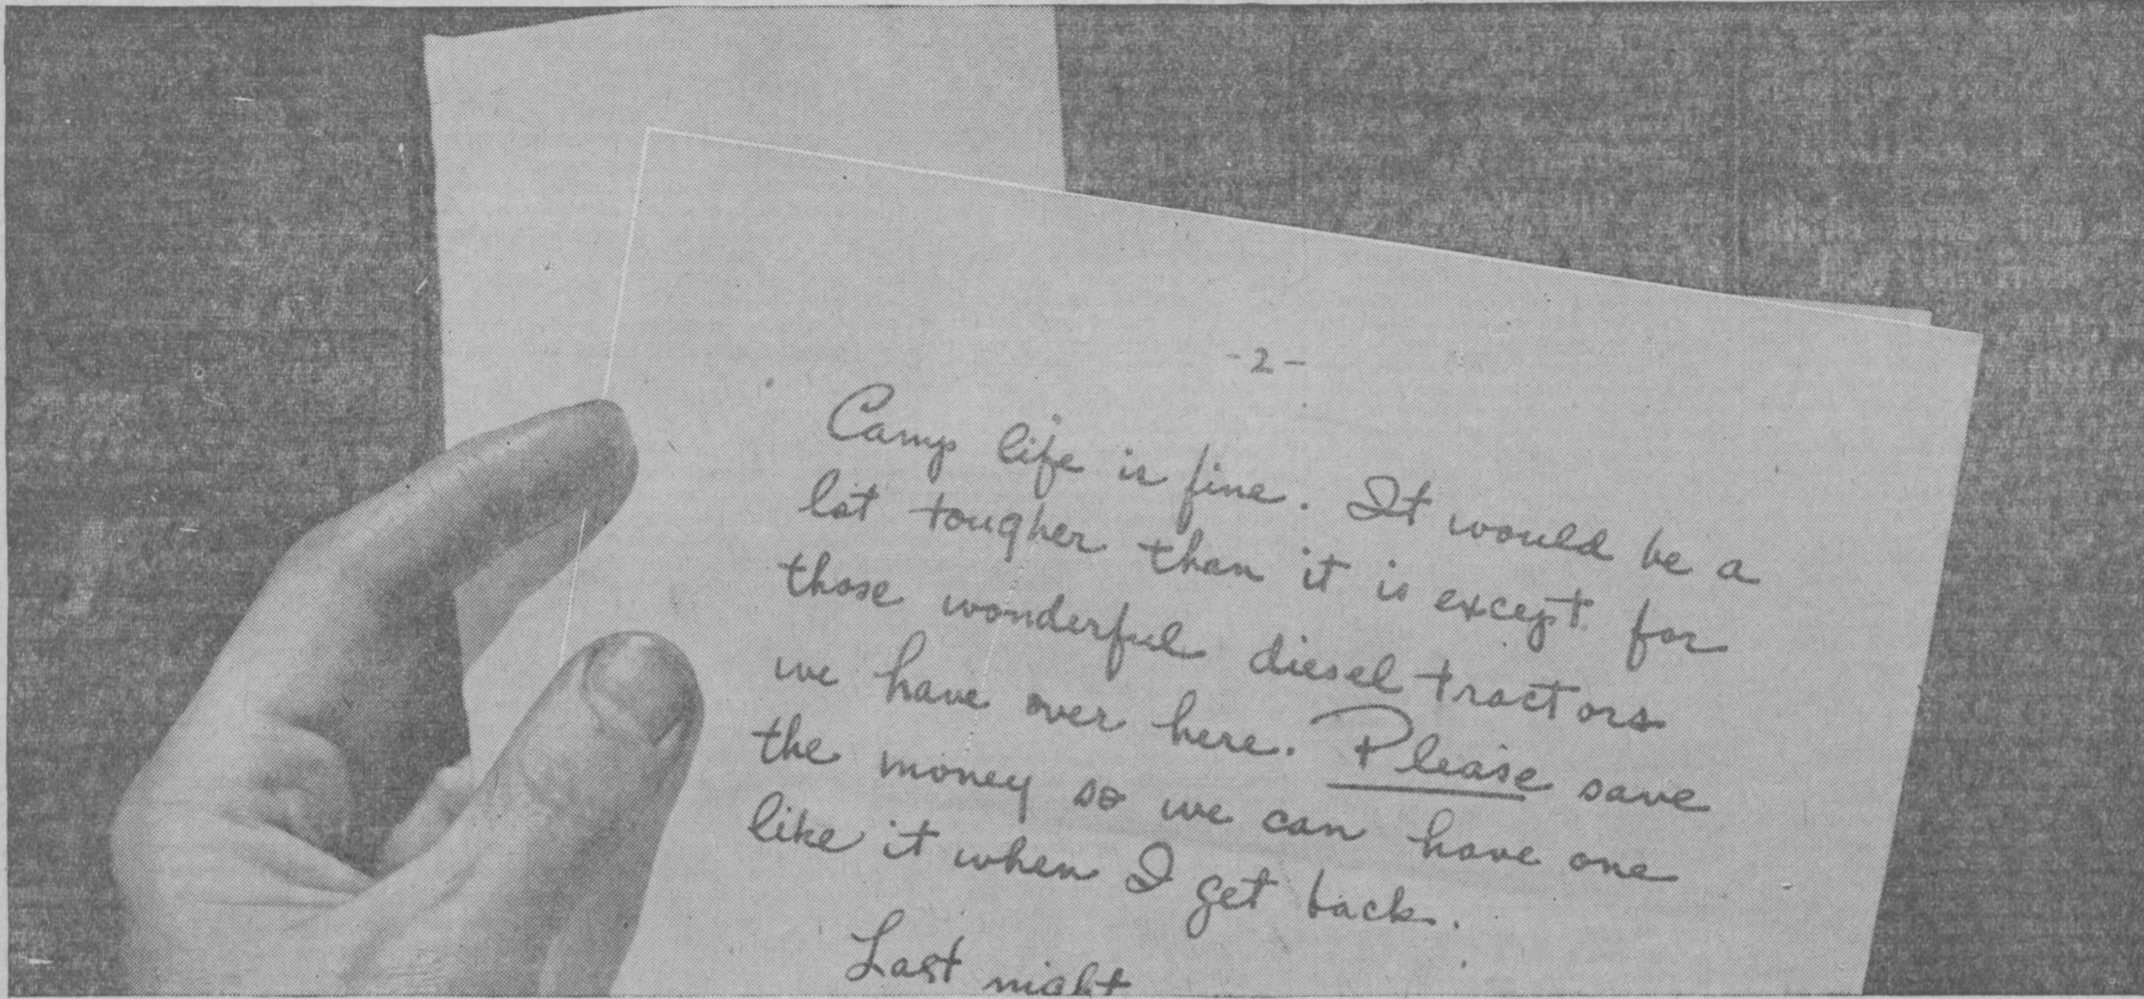 -2-
Camp life is fine. It would be a
lot tougher than it is except for
those wonderful diesel tractors
we have over here. Please save
the money so we can have one
like it when I get back.
Last night